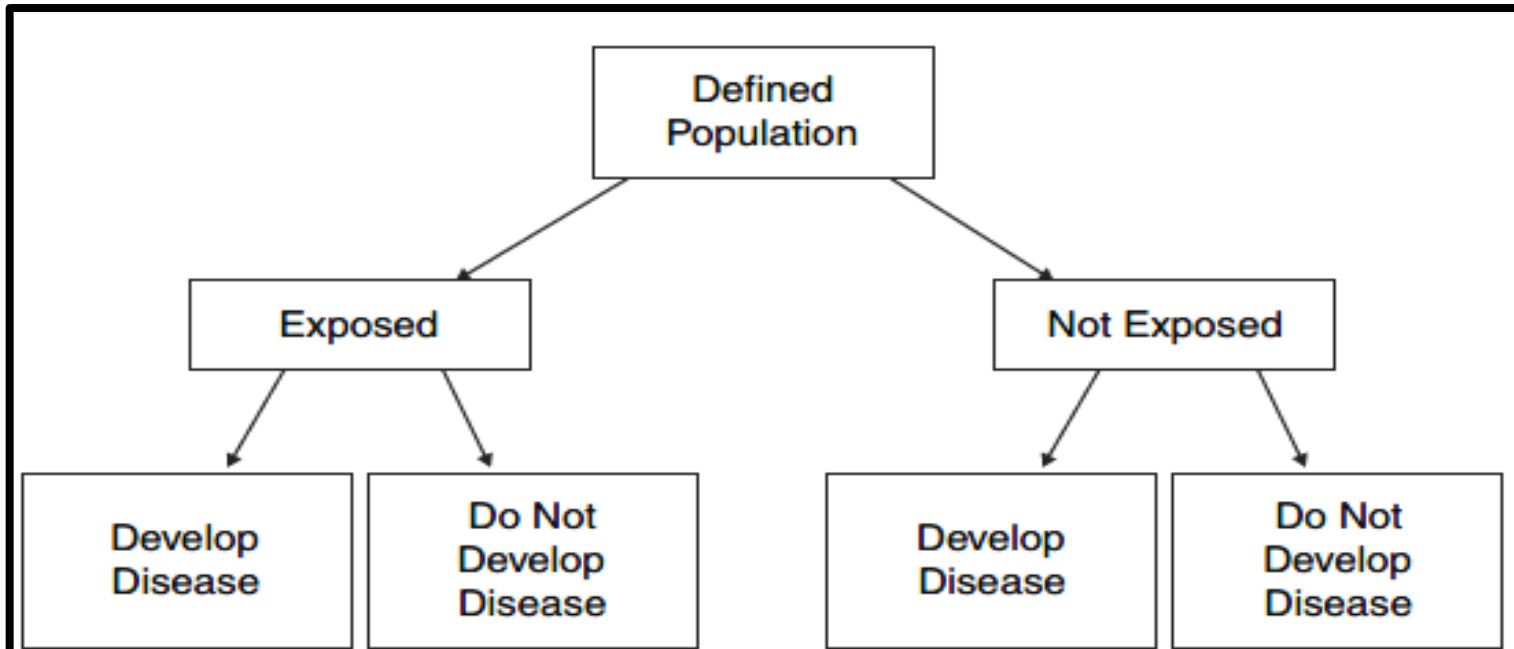 Defined
Population
Exposed
Not Exposed
Develop
Disease
Do Not
Develop
Disease
Develop
Disease
Do Not
Develop
Disease